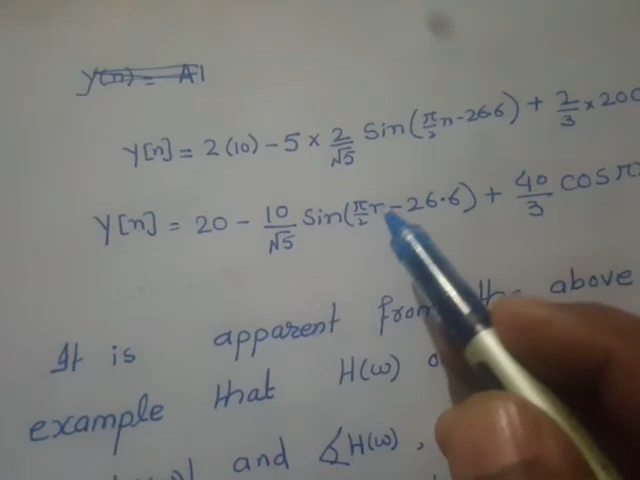 y(n) = A1
y[n] = 2(10) - 5 × 2/√5 sin(π/2 n - 26.6) + 2/3 × 20
y[n] = 20 - 10/√5 sin(π/2 n - 26.6) + 40/3 cos π
It is apparent from the above
example that H(ω)
and ∡H(ω),